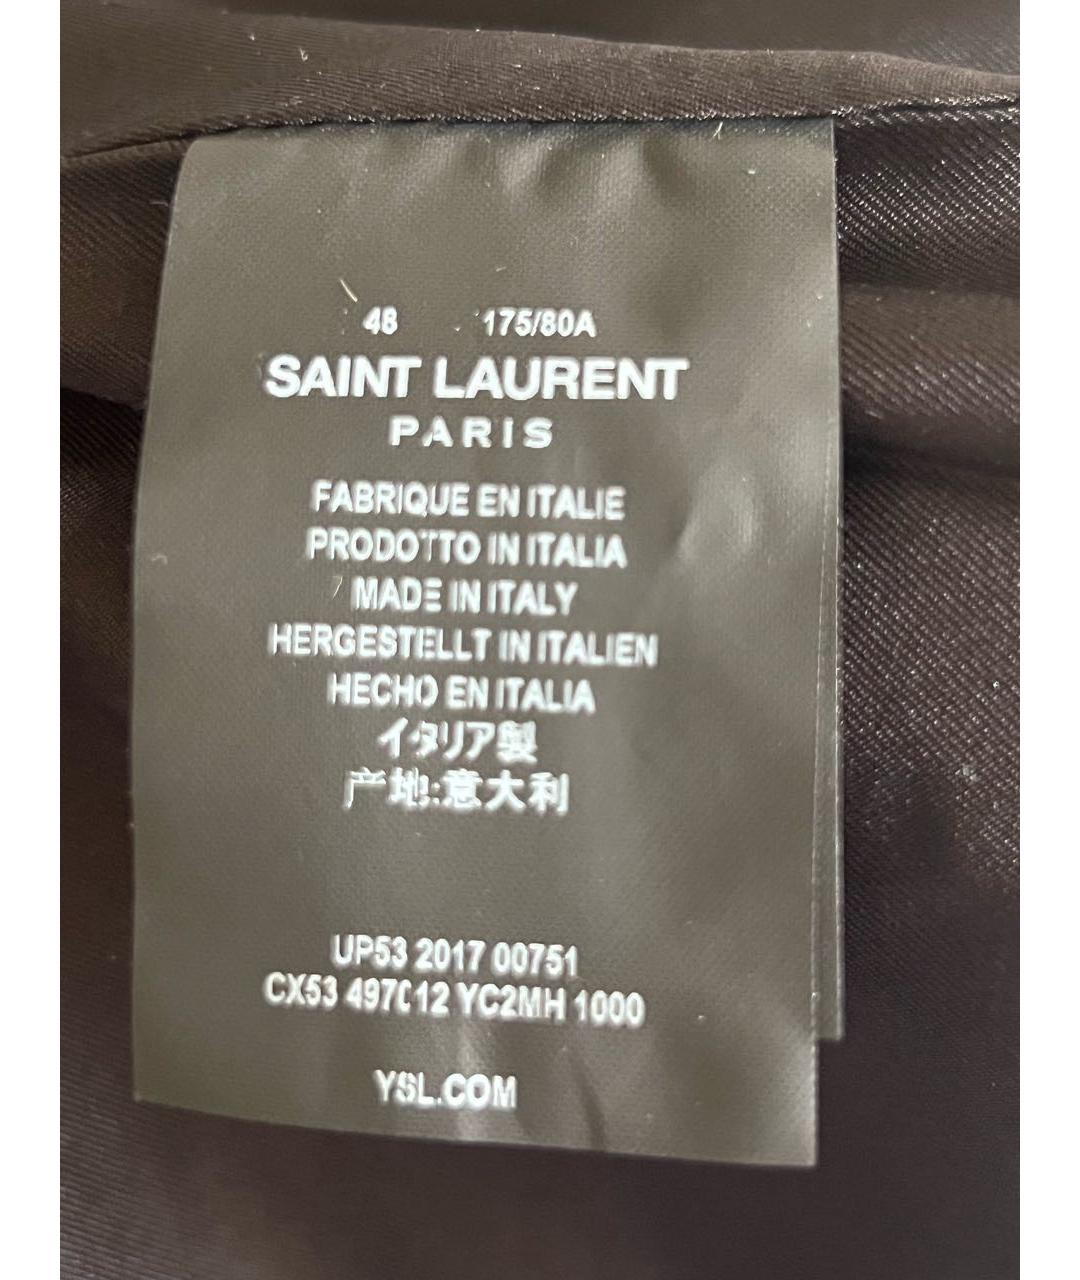 48 175/80A
SAINT LAURENT
PARIS
FABRIQUE EN ITALIE
PRODOTTO IN ITALIA
MADE IN ITALY
HERGESTELLT IN ITALIEN
HECHO EN ITALIA
イタリア製
产地:意大利
UP53 2017 00751
CX53 497012 YC2MH 1000
YSL.COM